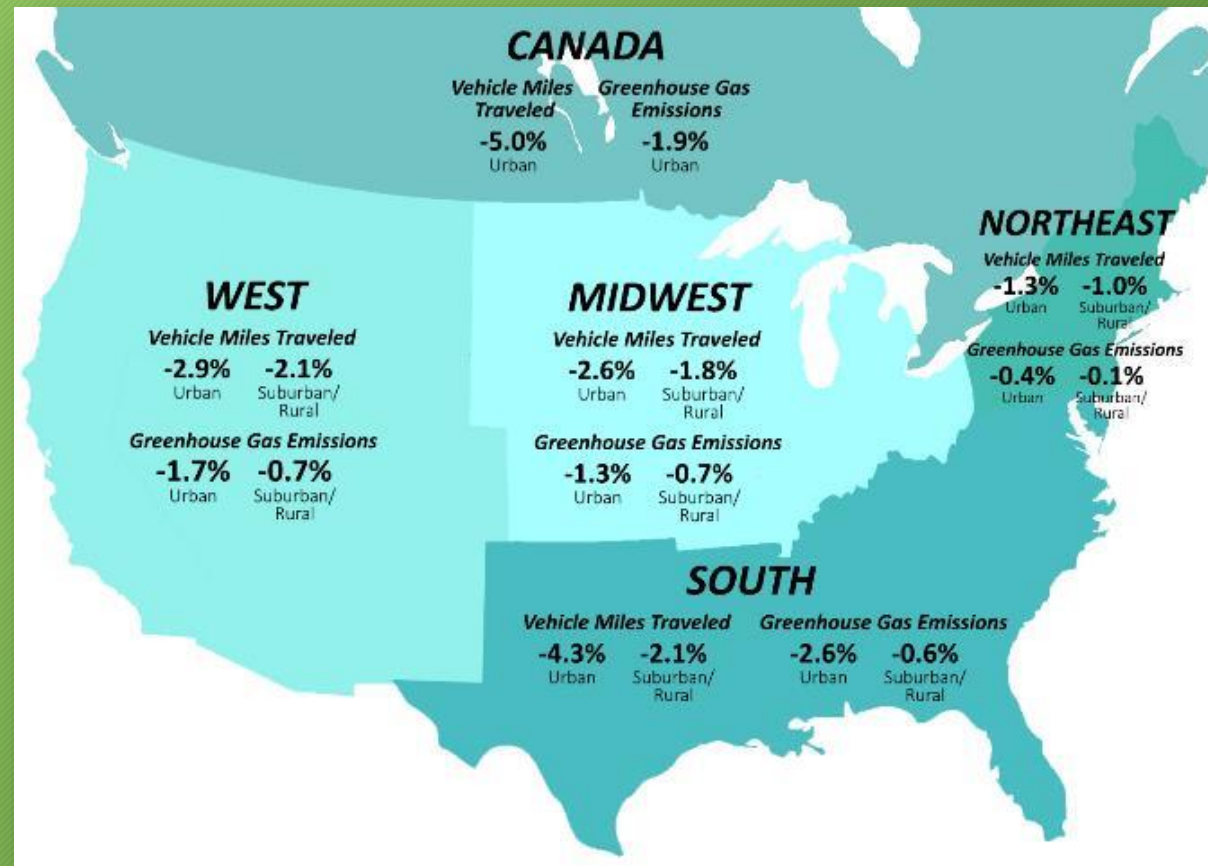 CANADA
Vehicle Miles Traveled
-5.0%
Urban
Greenhouse Gas Emissions
-1.9%
Urban
NORTHEAST
Vehicle Miles Traveled
-1.3% -1.0%
Urban Suburban/
Rural
Greenhouse Gas Emissions
-0.4% -0.1%
Urban Suburban/
Rural
WEST
Vehicle Miles Traveled
-2.9% -2.1%
Urban Suburban/
Rural
Greenhouse Gas Emissions
-1.7% -0.7%
Urban Suburban/
Rural
MIDWEST
Vehicle Miles Traveled
-2.6% -1.8%
Urban Suburban/
Rural
Greenhouse Gas Emissions
-1.3% -0.7%
Urban Suburban/
Rural
SOUTH
Vehicle Miles Traveled
-4.3% -2.1%
Urban Suburban/
Rural
Greenhouse Gas Emissions
-2.6% -0.6%
Urban Suburban/
Rural